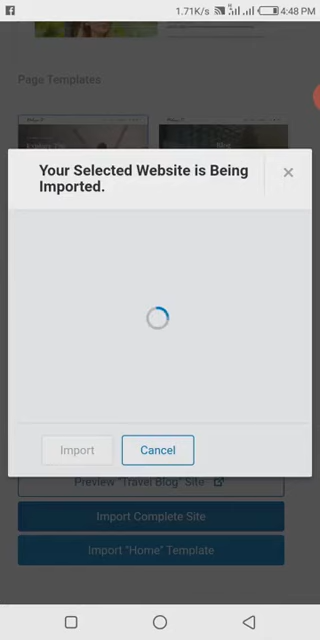 1.71K/s 4:48 PM
Page Templates
Your Selected Website is Being
Imported.
Import Cancel
Preview "Travel Blog" Site
Import Complete Site
Import "Home" Template